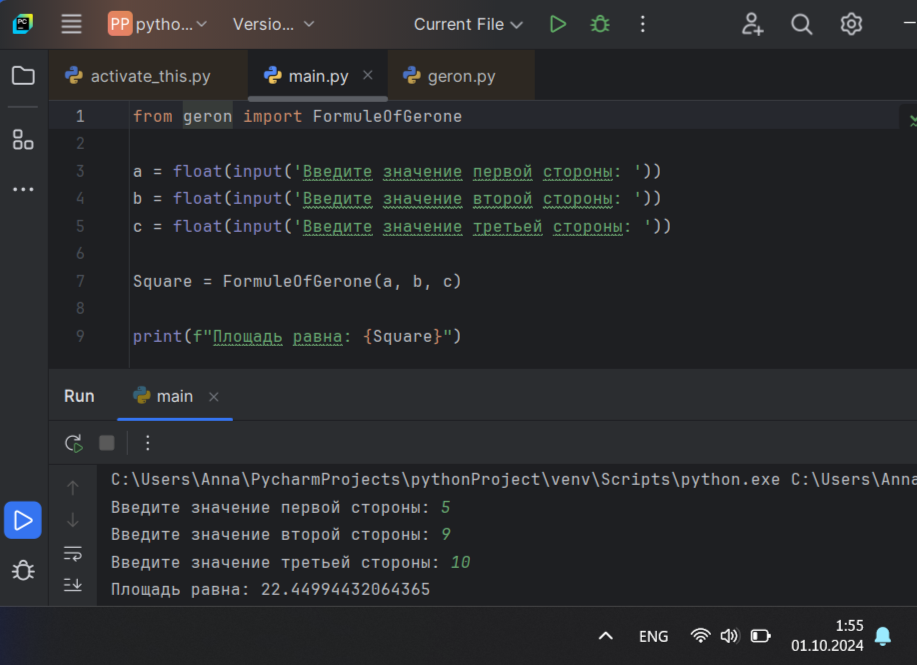 PC PP pytho... Versio... Current File
activate_this.py main.py geron.py
1 from geron import FormuleOfGerone
2
3 a = float(input('Введите значение первой стороны: '))
4 b = float(input('Введите значение второй стороны: '))
5 c = float(input('Введите значение третьей стороны: '))
6
7 Square = FormuleOfGerone(a, b, c)
8
9 print(f"Площадь равна: {Square}")
Run main
C:\Users\Anna\PycharmProjects\pythonProject\venv\Scripts\python.exe C:\Users\Anna
Введите значение первой стороны: 5
Введите значение второй стороны: 9
Введите значение третьей стороны: 10
Площадь равна: 22.44994432064365
ENG 1:55
01.10.2024